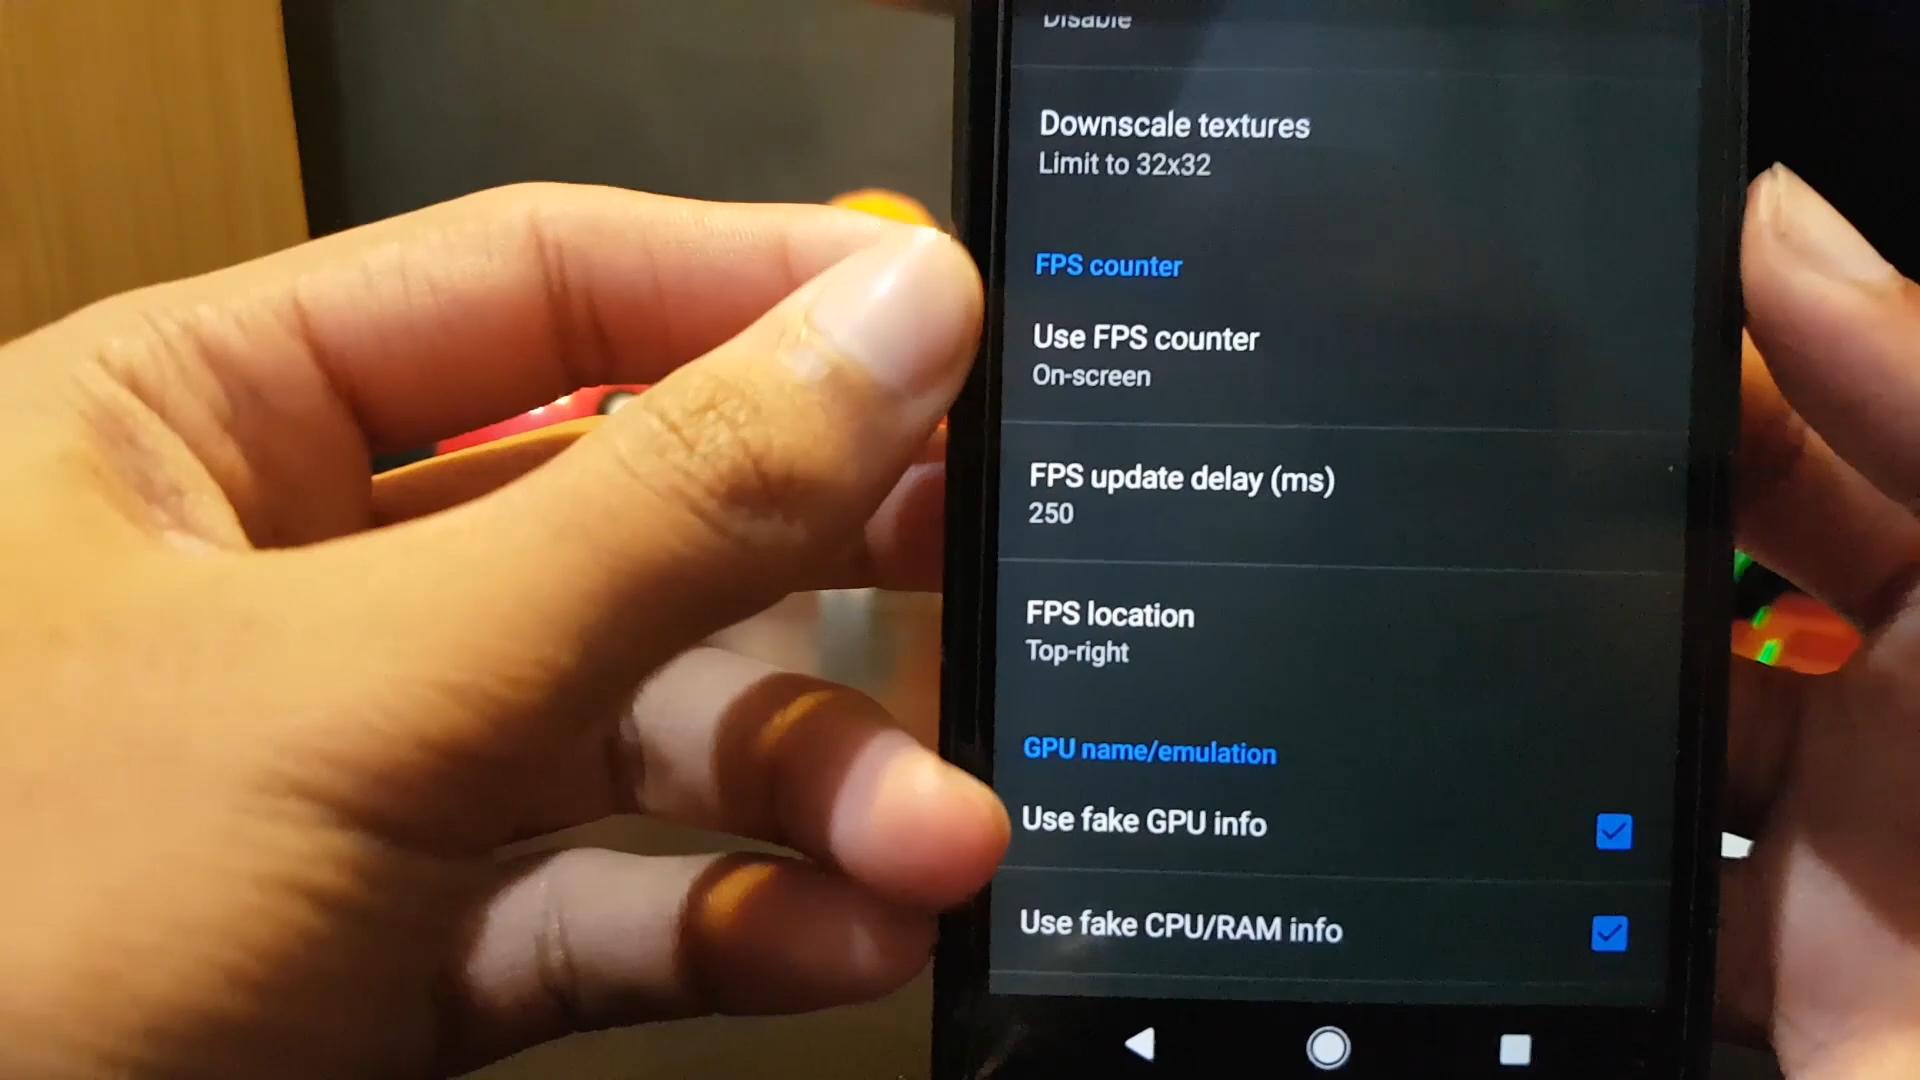 Disable
Downscale textures
Limit to 32x32
FPS counter
Use FPS counter
On-screen
FPS update delay (ms)
250
FPS location
Top-right
GPU name/emulation
Use fake GPU info
Use fake CPU/RAM info